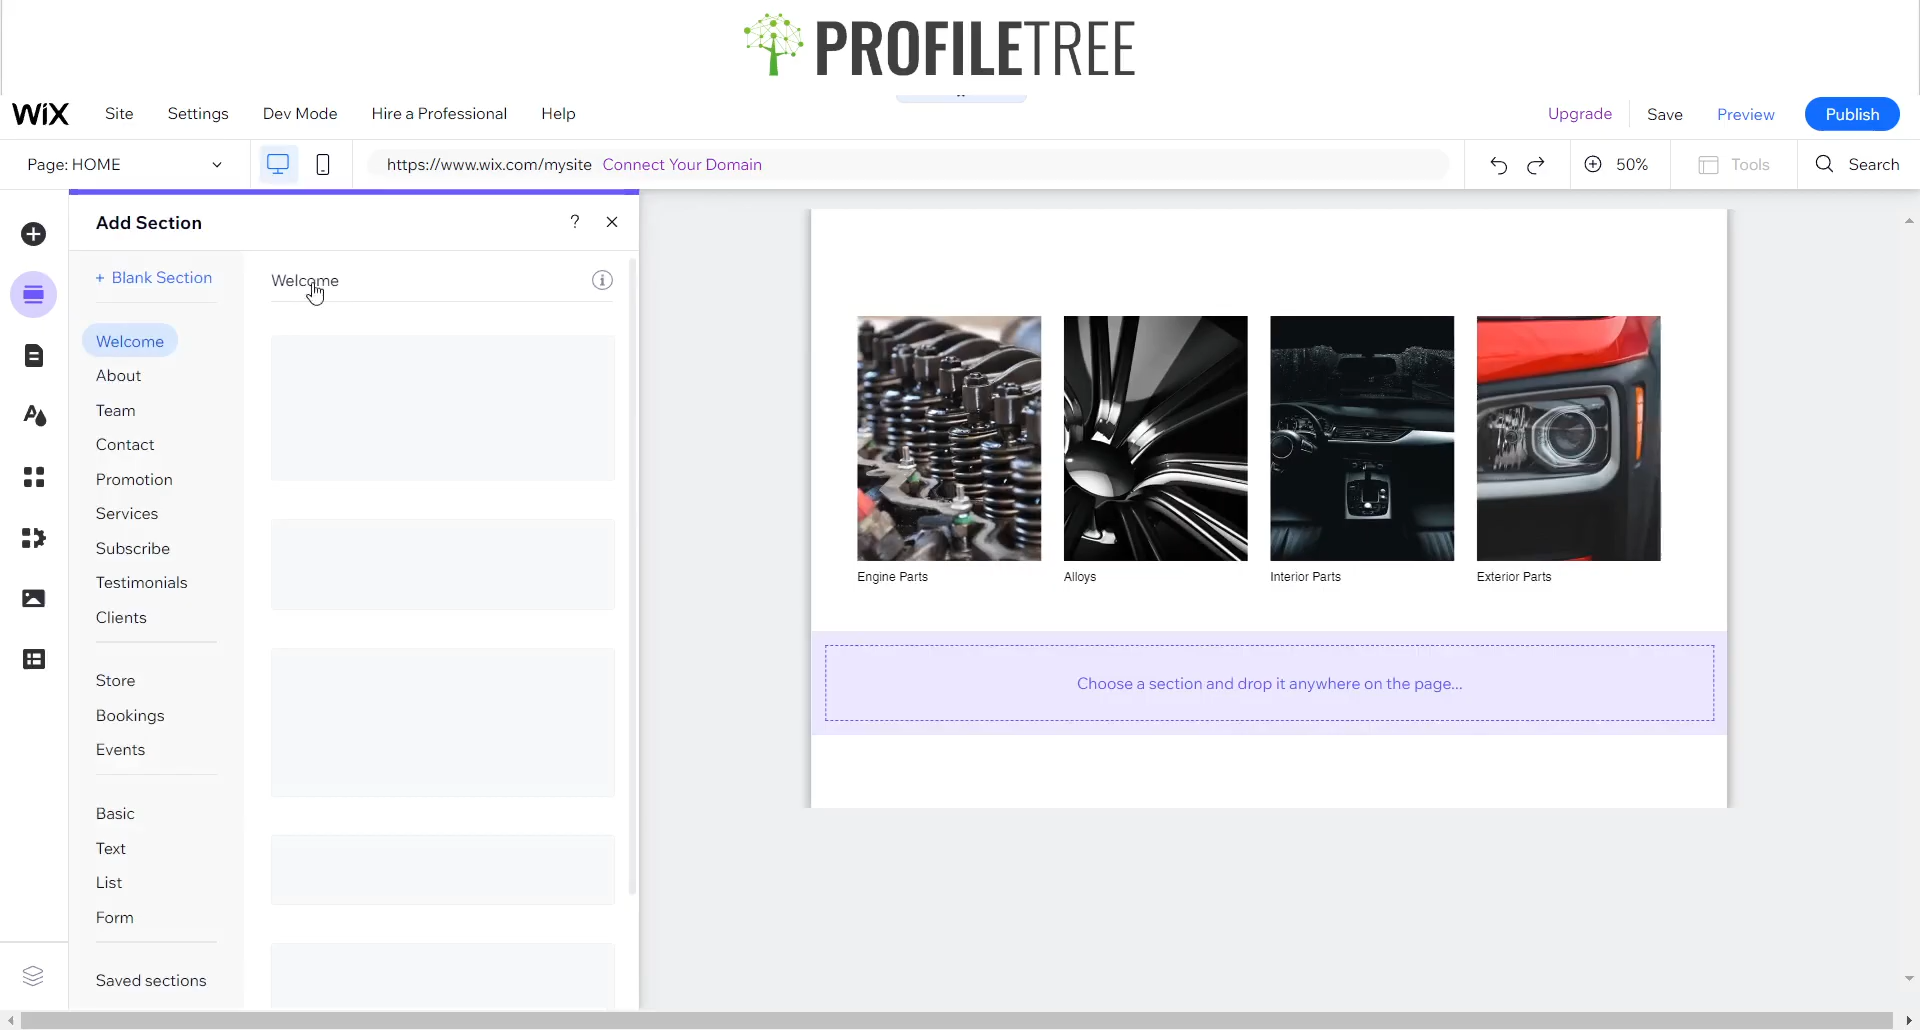 PROFILETREE
WiX Site Settings Dev Mode Hire a Professional Help Upgrade Save Preview Publish
Page: HOME https://www.wix.com/mysite Connect Your Domain 50% Tools Search
Add Section ?
+ Blank Section
Welcome
Welcome
About
Team
Contact
Promotion
Services
Subscribe
Testimonials
Clients
Store
Bookings
Events
Basic
Text
List
Form
Saved sections
Engine Parts Alloys Interior Parts Exterior Parts
Choose a section and drop it anywhere on the page...